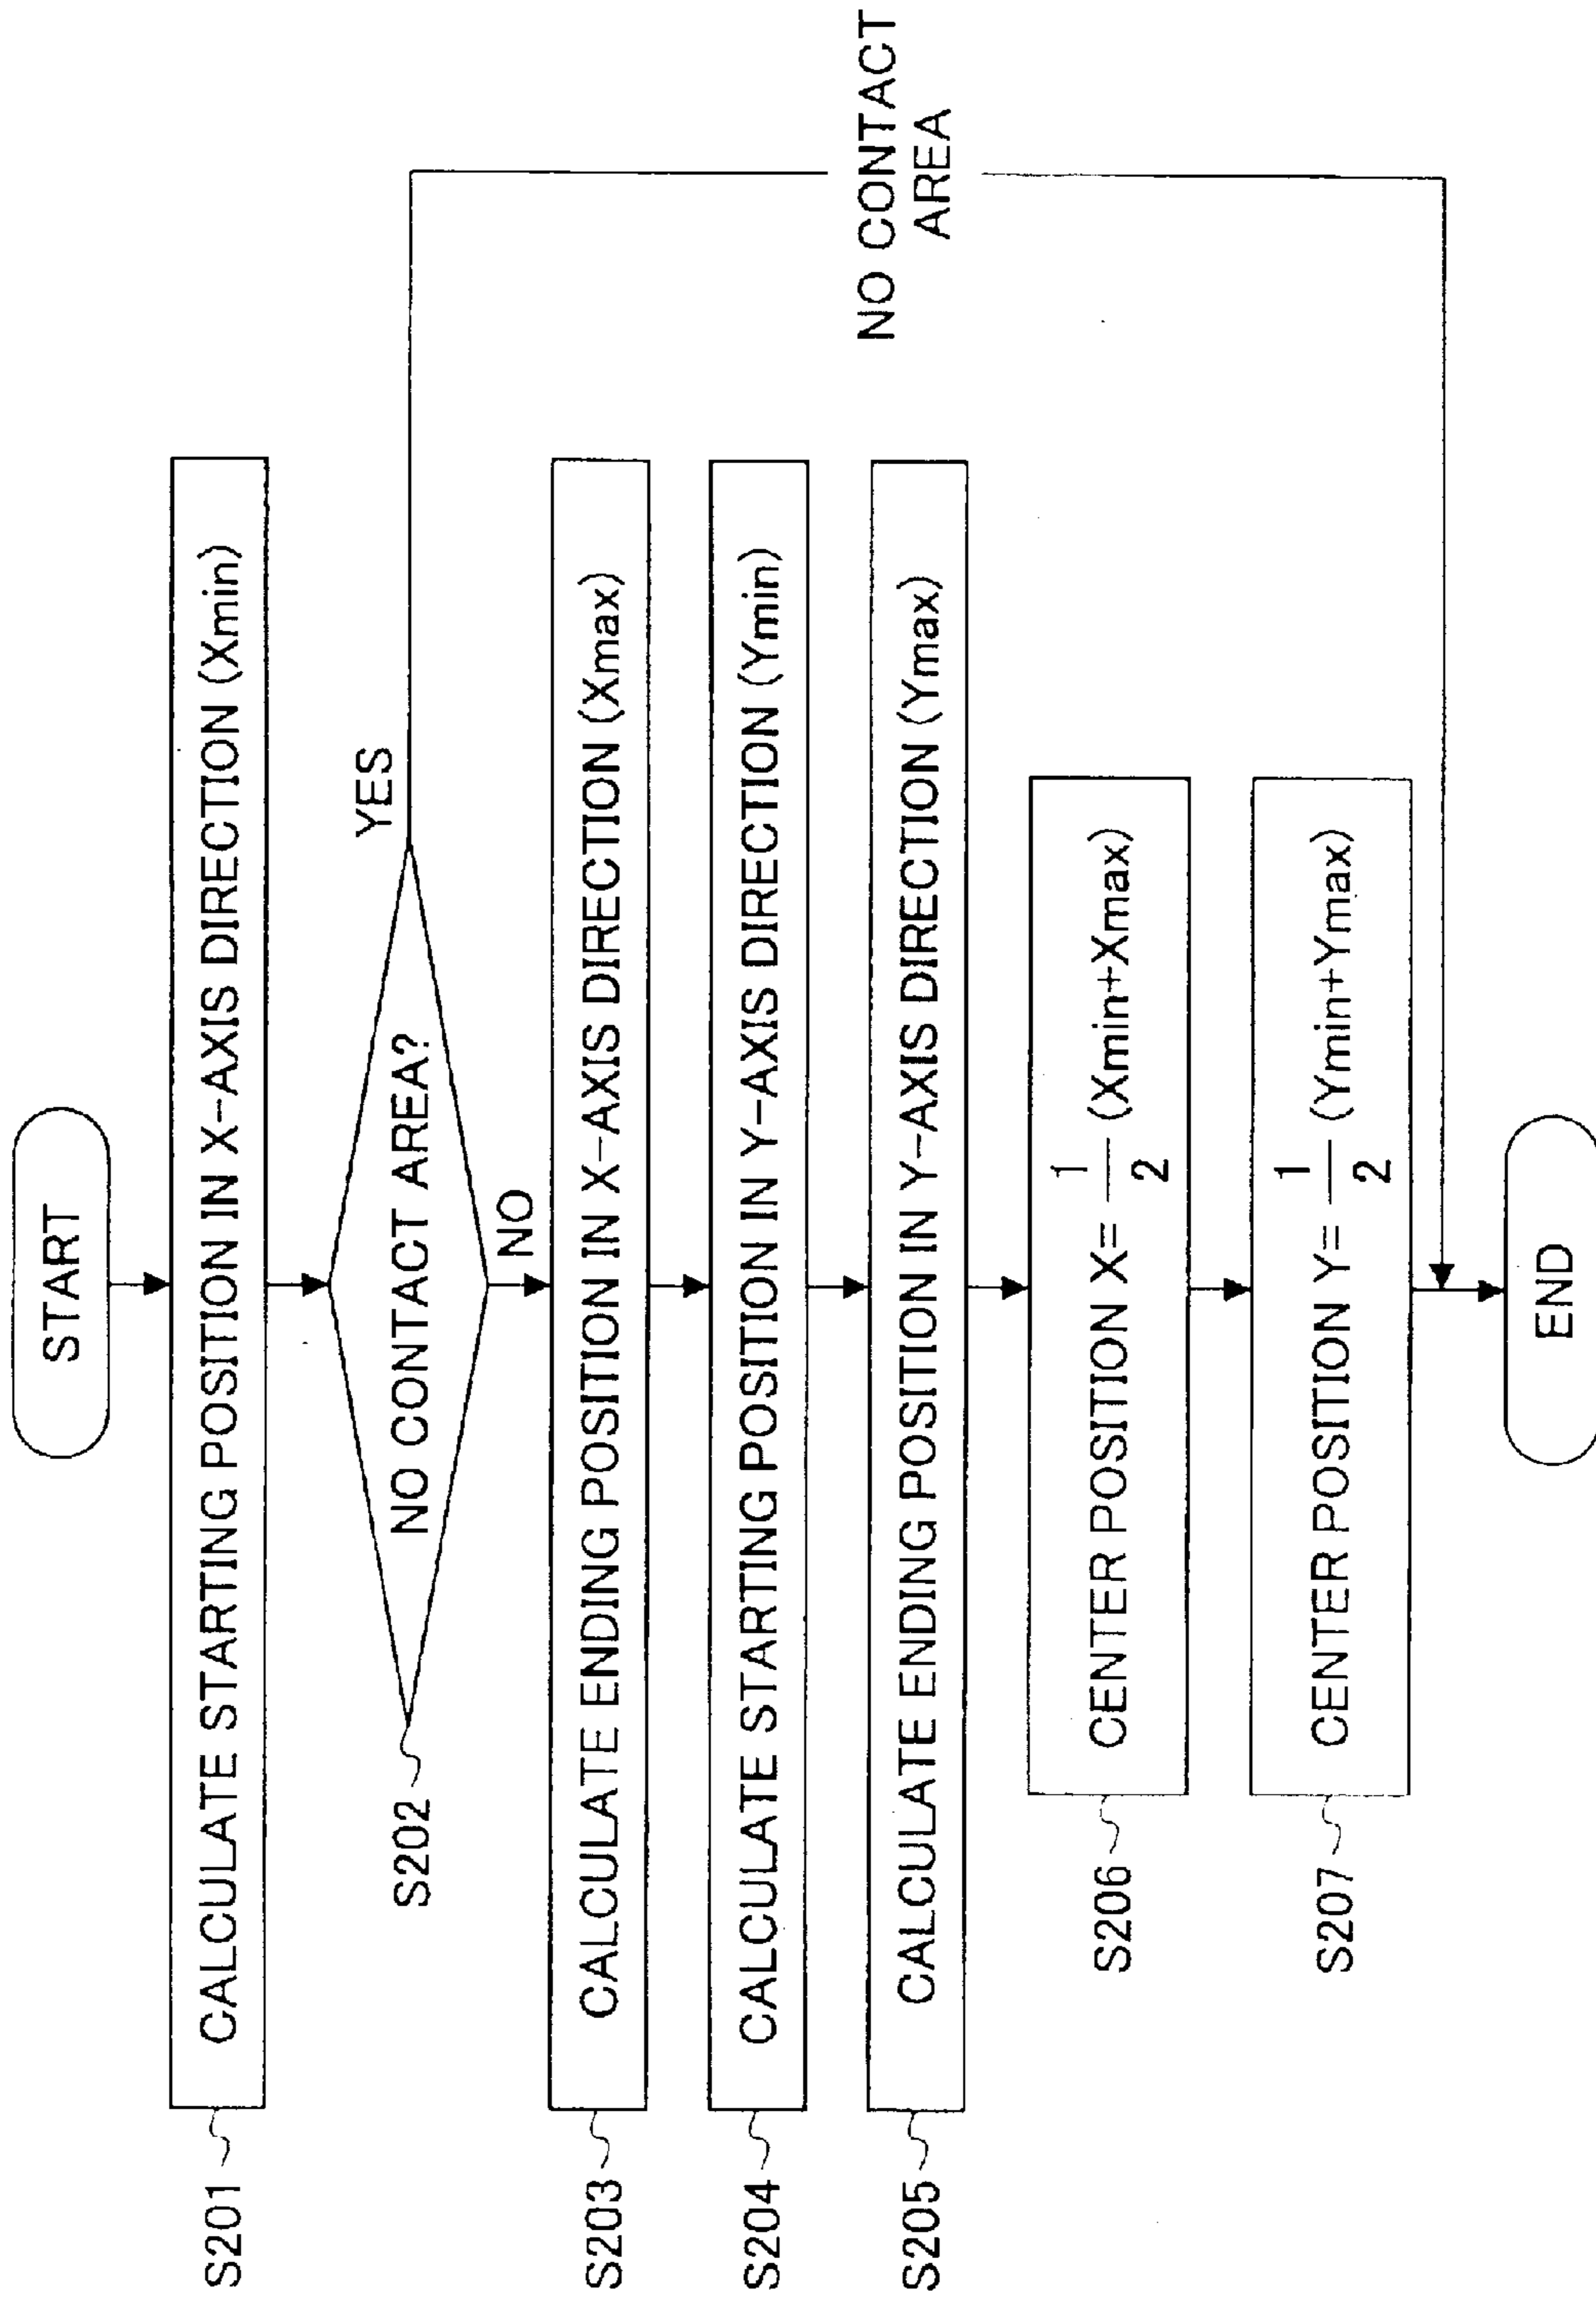 START
S201
CALCULATE STARTING POSITION IN X-AXIS DIRECTION (Xmin)
S202
NO CONTACT AREA?
YES
NO
S203
CALCULATE ENDING POSITION IN X-AXIS DIRECTION (Xmax)
S204
CALCULATE STARTING POSITION IN Y-AXIS DIRECTION (Ymin)
NO CONTACT
AREA
S205
CALCULATE ENDING POSITION IN Y-AXIS DIRECTION (Ymax)
S206
CENTER POSITION X= 1/2 (Xmin+Xmax)
S207
CENTER POSITION Y= 1/2 (Ymin+Ymax)
END